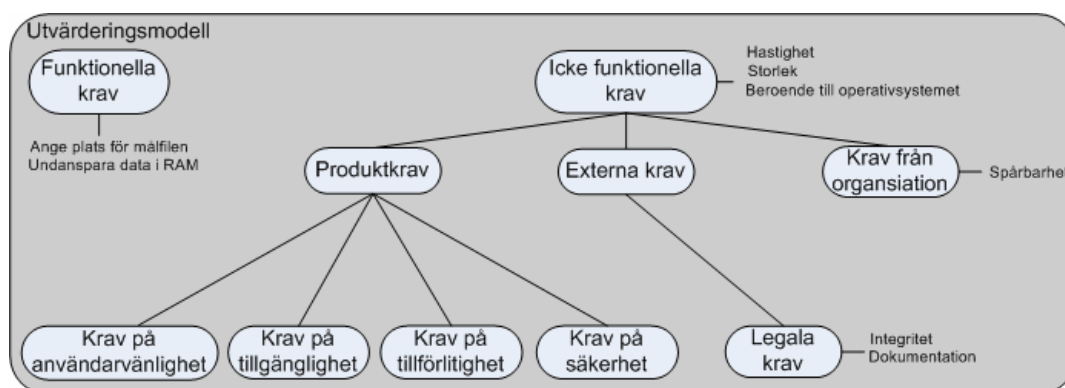 Utvärderingsmodell
Funktionella
krav
Ange plats för målfilen
Undanspara data i RAM
Icke funktionella
krav
Hastighet
Storlek
Beroende till operativsystemet
Produktkrav
Externa krav
Krav från
organsiation
Spårbarhet
Krav på
användarvänlighet
Krav på
tillgänglighet
Krav på
tillförlitighet
Krav på
säkerhet
Legala
krav
Integritet
Dokumentation